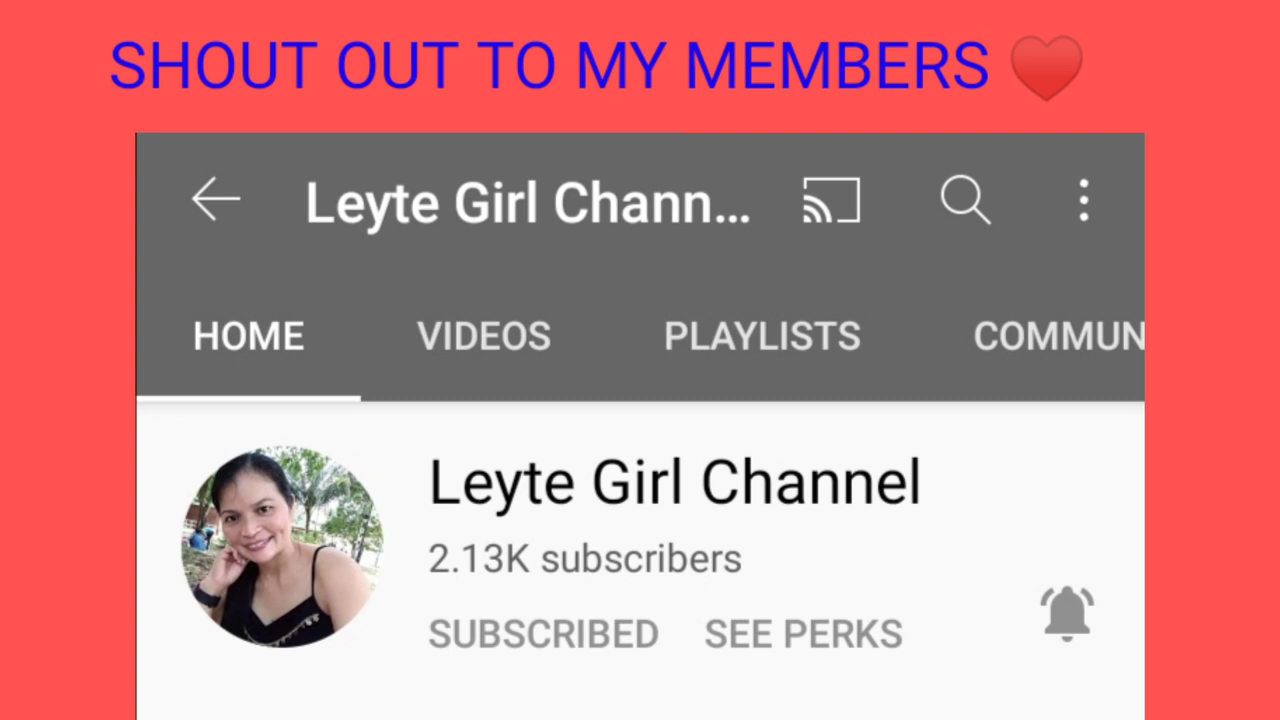 SHOUT OUT TO MY MEMBERS ❤️
Leyte Girl Chann...
HOME VIDEOS PLAYLISTS COMMUN
Leyte Girl Channel
2.13K subscribers
SUBSCRIBED SEE PERKS